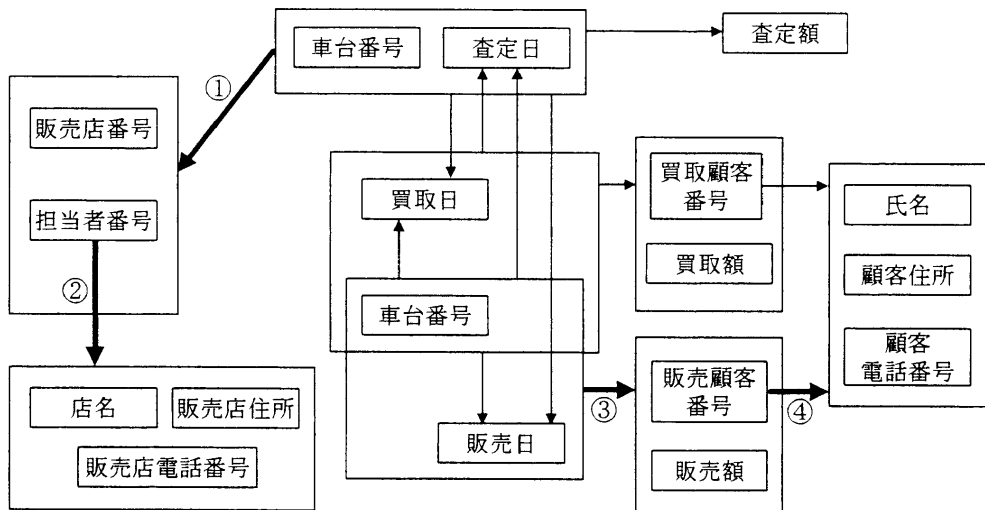 車台番号
査定日
査定額
①
販売店番号
担当者番号
②
買取日
買取顧客
番号
買取額
氏名
顧客住所
顧客
電話番号
車台番号
店名
販売店住所
販売店電話番号
③
販売日
販売顧客
番号
④
販売額